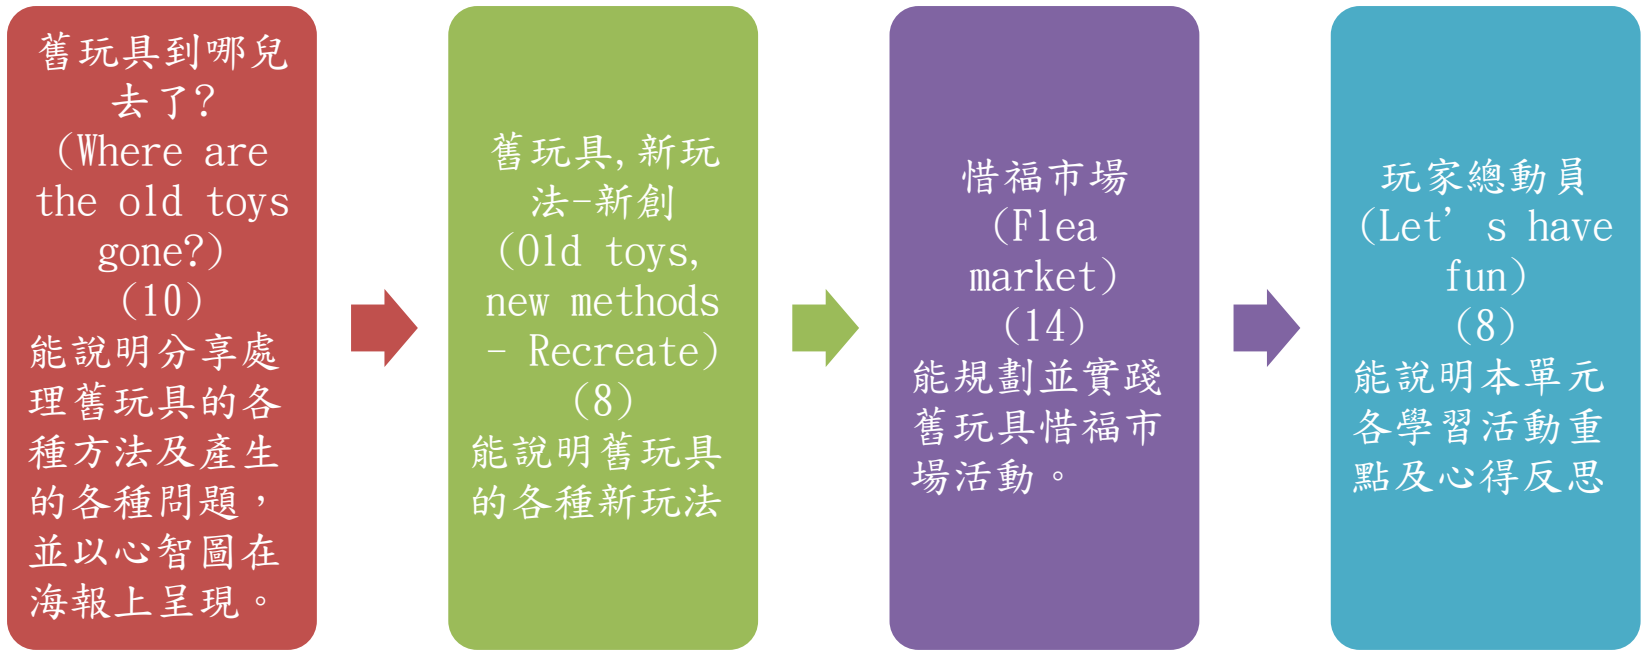 舊玩具到哪兒
去了?
(Where are
the old toys
gone?)
(10)
能說明分享處
理舊玩具的各
種方法及產生
的各種問題，
並以心智圖在
海報上呈現。
舊玩具,新玩
法-新創
(Old toys,
new methods
- Recreate)
(8)
能說明舊玩具
的各種新玩法
惜福市場
(Flea
market)
(14)
能規劃並實踐
舊玩具惜福市
場活動。
玩家總動員
(Let’s have
fun)
(8)
能說明本單元
各學習活動重
點及心得反思